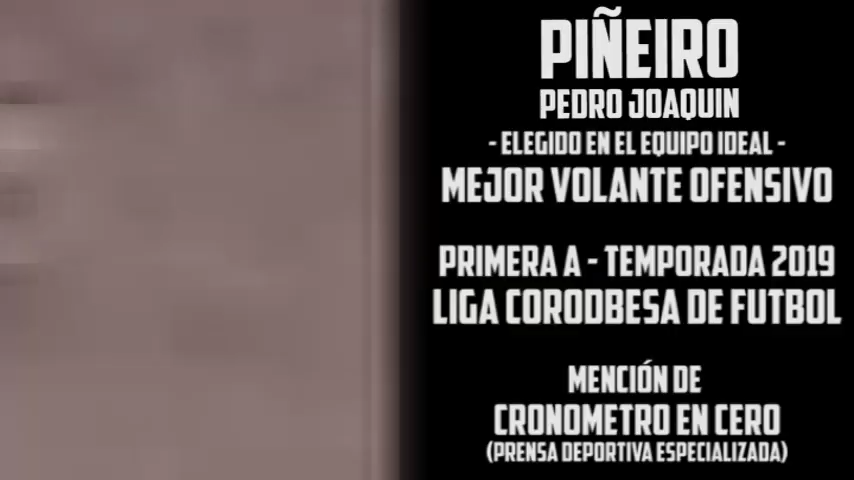 PIÑEIRO
PEDRO JOAQUIN
- ELEGIDO EN EL EQUIPO IDEAL -
MEJOR VOLANTE OFENSIVO
PRIMERA A - TEMPORADA 2019
LIGA CORODBESA DE FUTBOL
MENCIÓN DE
CRONOMETRO EN CERO
(PRENSA DEPORTIVA ESPECIALIZADA)